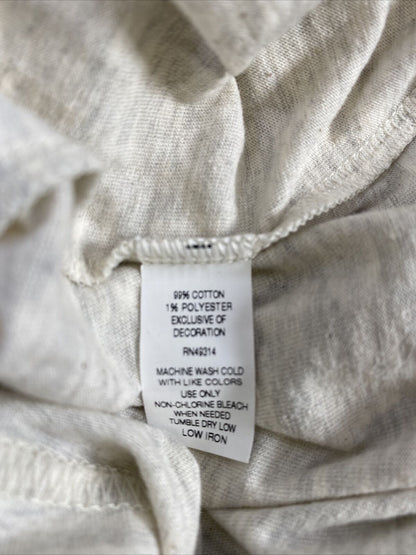 99% COTTON
1% POLYESTER
EXCLUSIVE OF
DECORATION
RN49314
MACHINE WASH COLD
WITH LIKE COLORS
USE ONLY
NON-CHLORINE BLEACH
WHEN NEEDED
TUMBLE DRY LOW
LOW IRON